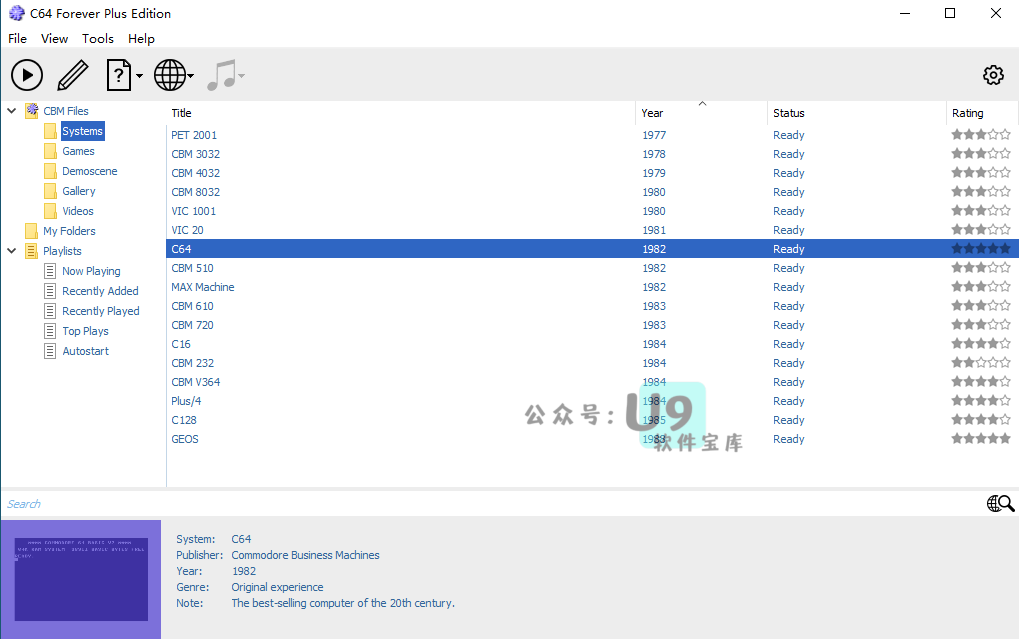 C64 Forever Plus Edition
File View Tools Help
Title Year Status Rating
CBM Files
Systems
Games
Demoscene
Gallery
Videos
My Folders
Playlists
Now Playing
Recently Added
Recently Played
Top Plays
Autostart
PET 2001 1977 Ready
CBM 3032 1978 Ready
CBM 4032 1979 Ready
CBM 8032 1980 Ready
VIC 1001 1980 Ready
VIC 20 1981 Ready
C64 1982 Ready
CBM 510 1982 Ready
MAX Machine 1982 Ready
CBM 610 1983 Ready
CBM 720 1983 Ready
C16 1984 Ready
CBM 232 1984 Ready
CBM V364 1984 Ready
Plus/4 1984 Ready
C128 1985 Ready
GEOS Ready
公众号: U9
软件宝库
Search
System: C64
Publisher: Commodore Business Machines
Year: 1982
Genre: Original experience
Note: The best-selling computer of the 20th century.